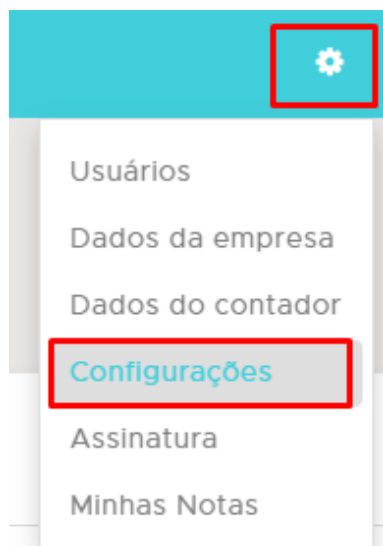 Usuários
Dados da empresa
Dados do contador
Configurações
Assinatura
Minhas Notas